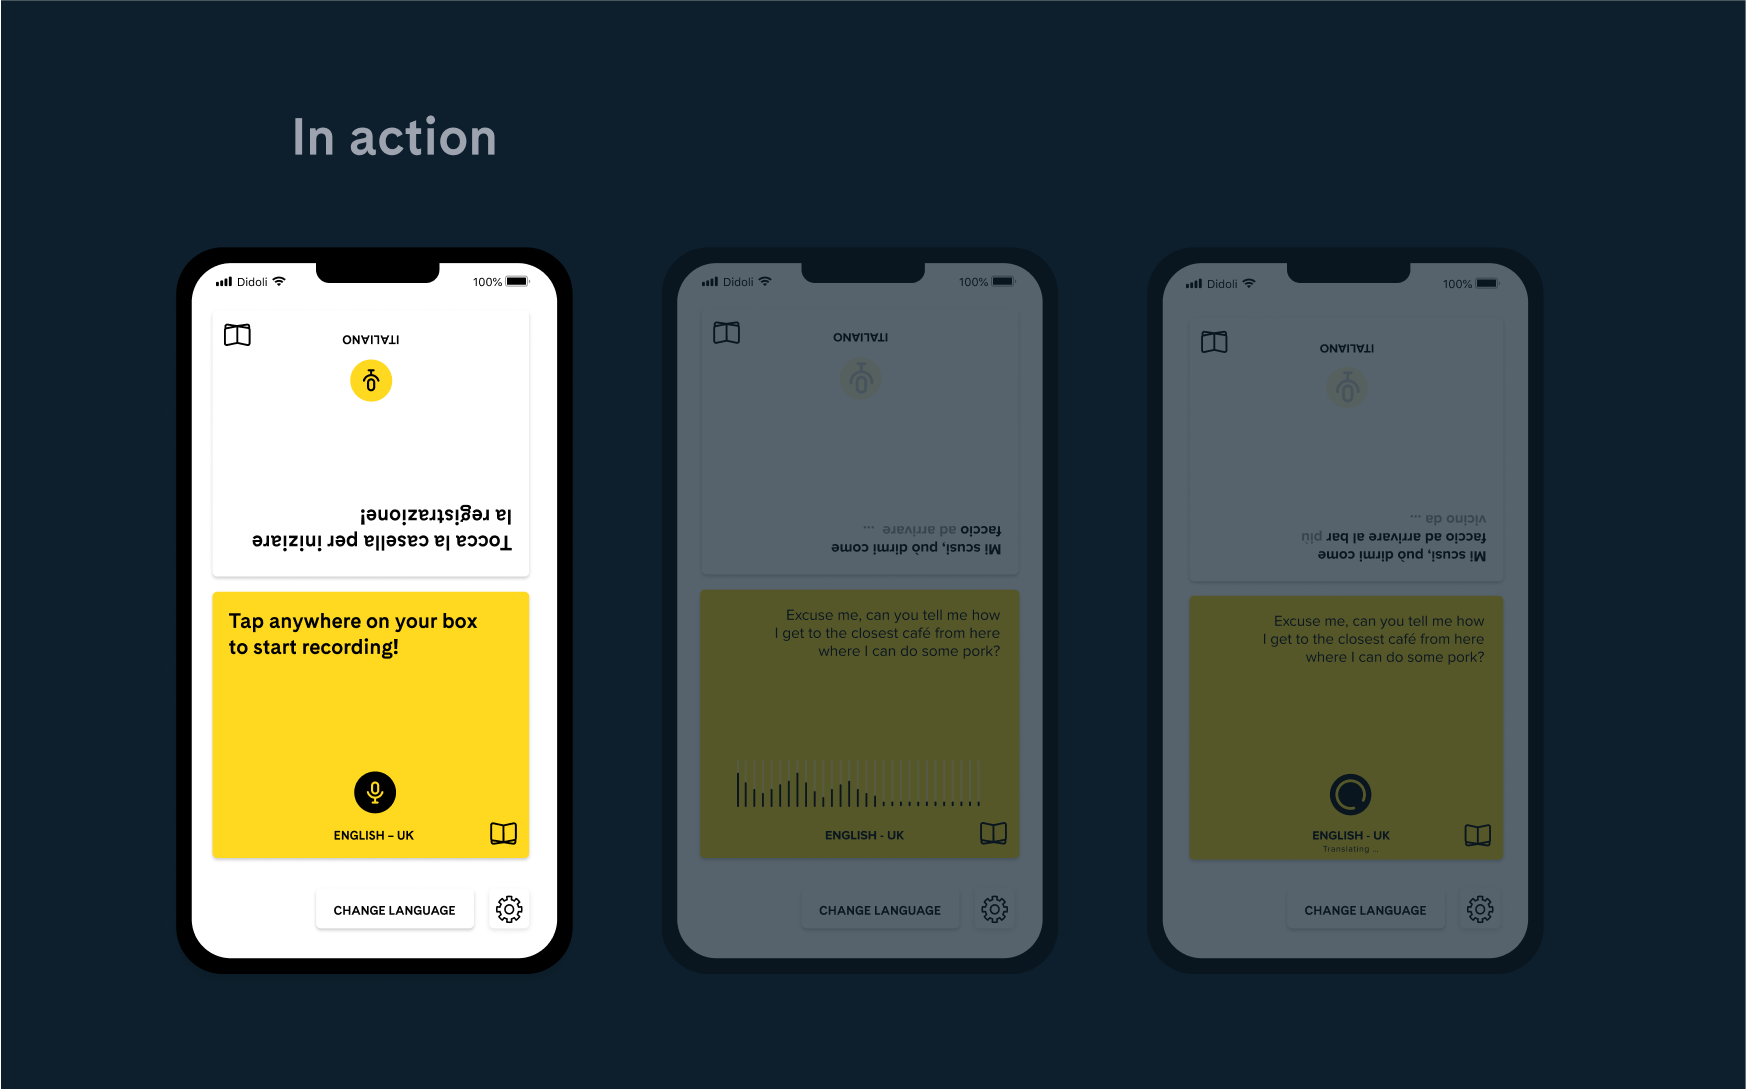 In action
Didoli
100%
ITALIANO
Tocca la casella per iniziare
la registrazione!
Tap anywhere on your box
to start recording!
ENGLISH – UK
CHANGE LANGUAGE
Didoli
100%
ITALIANO
Mi scusi, può dirmi come
faccio ad arrivare ...
Excuse me, can you tell me how
I get to the closest café from here
where I can do some pork?
ENGLISH - UK
CHANGE LANGUAGE
Didoli
100%
ITALIANO
Mi scusi, può dirmi come
faccio ad arrivare al bar più
vicino da ...
Excuse me, can you tell me how
I get to the closest café from here
where I can do some pork?
ENGLISH - UK
Translating ...
CHANGE LANGUAGE